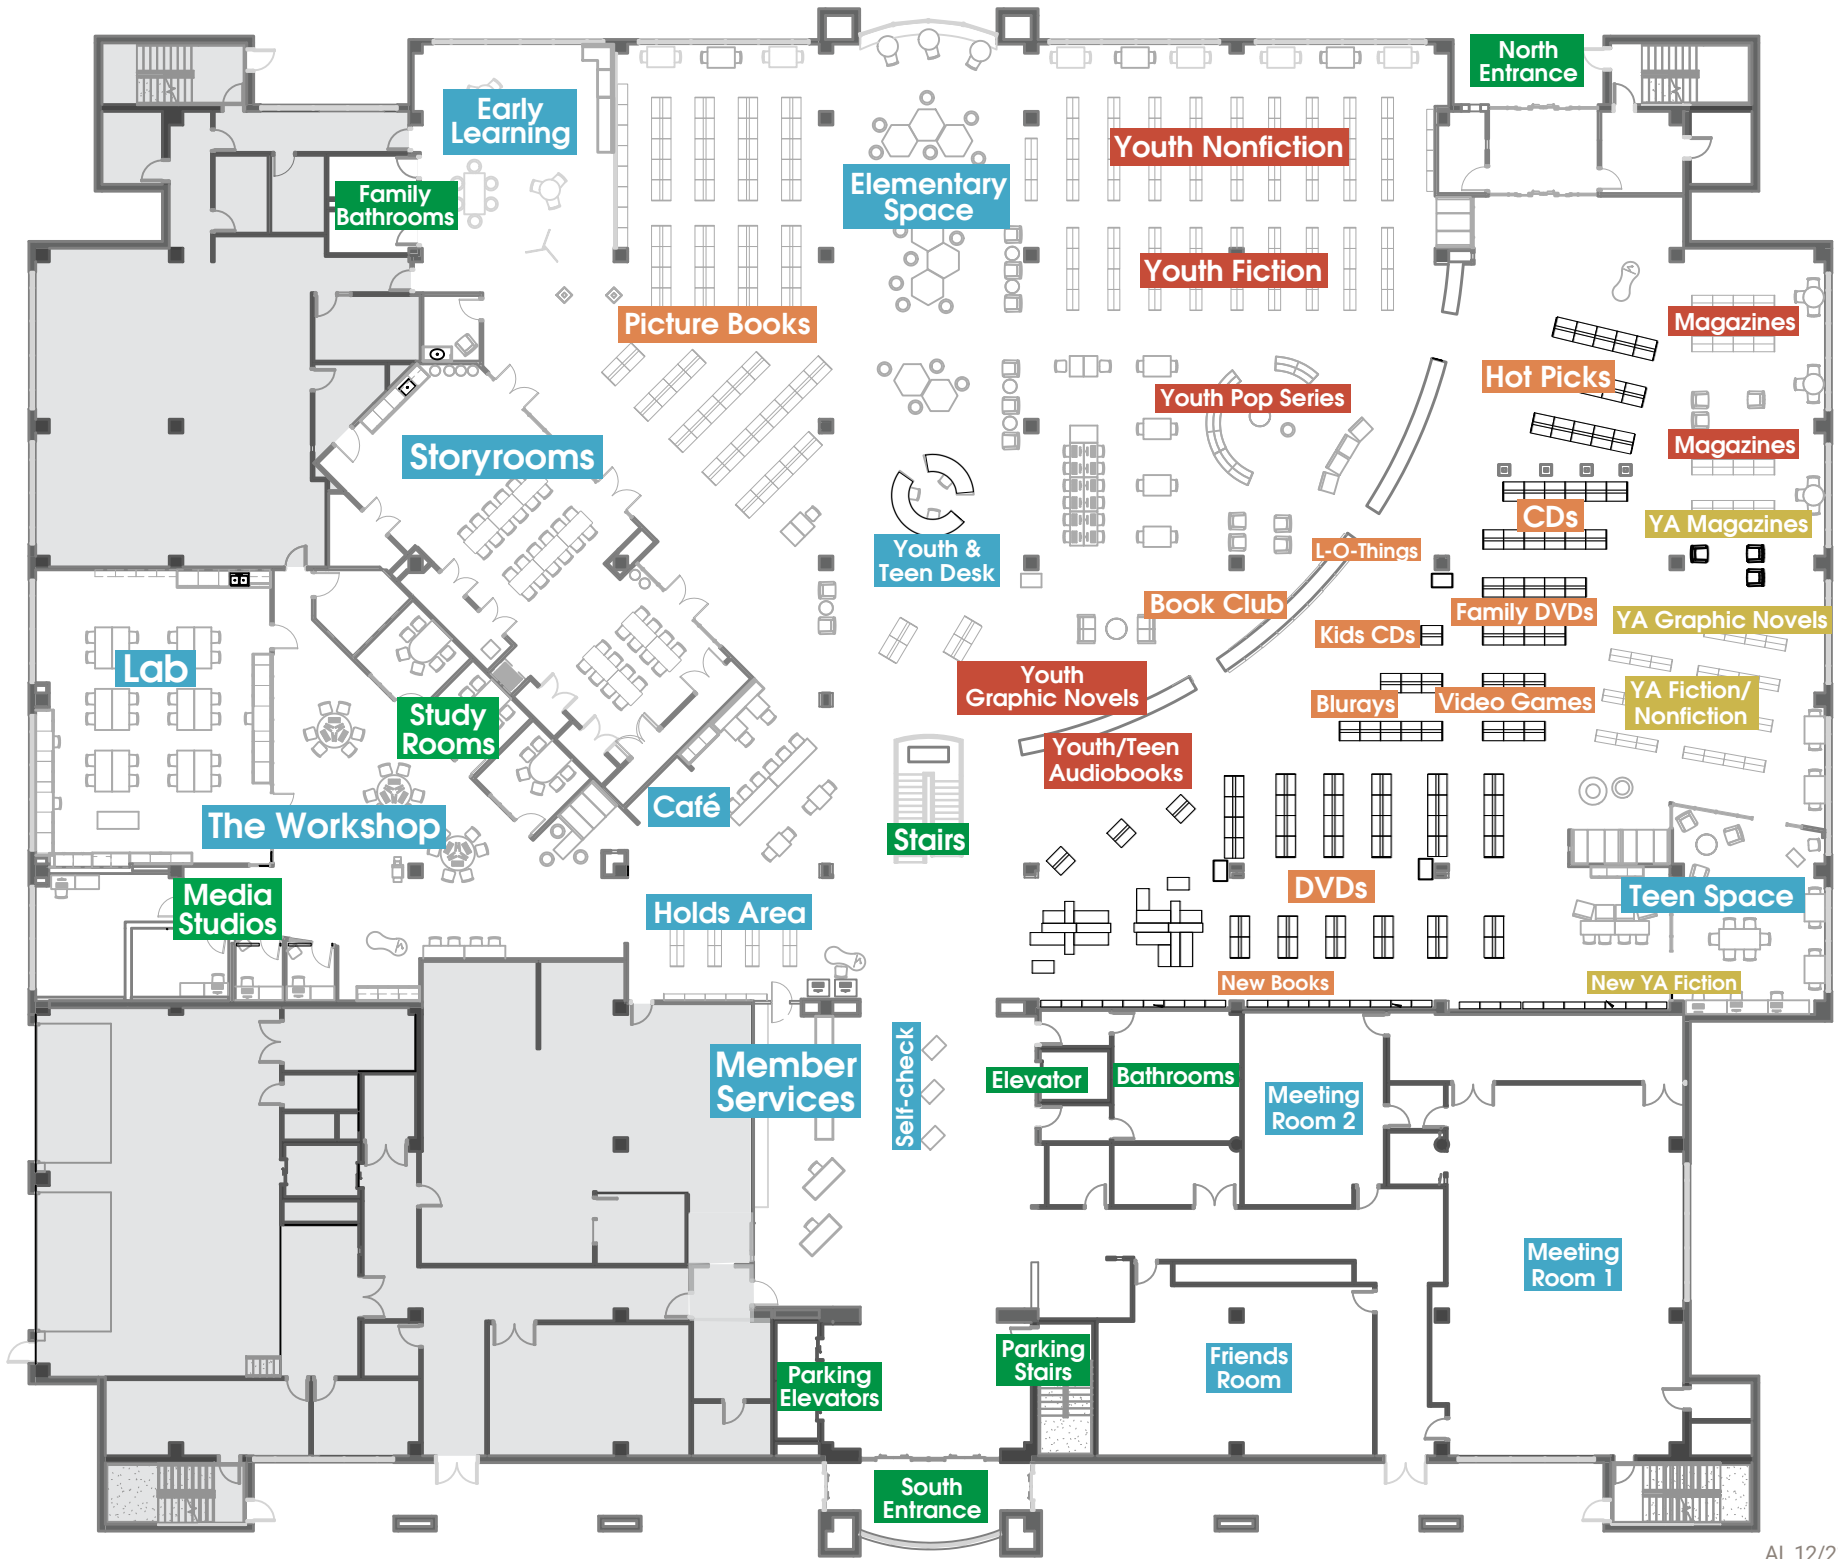 North
Entrance
Early
Learning
Youth Nonfiction
Family
Bathrooms
Elementary
Space
Youth Fiction
Picture Books
Magazines
Hot Picks
Youth Pop Series
Storyrooms
Magazines
CDs
YA Magazines
Youth &
Teen Desk
L-O-Things
Book Club
Family DVDs
YA Graphic Novels
Kids CDs
Lab
Youth
Graphic Novels
Study
Rooms
Blurays
Video Games
YA Fiction/
Nonfiction
Youth/Teen
Audiobooks
Café
The Workshop
Stairs
Media
Studios
Holds Area
DVDs
Teen Space
New Books
New YA Fiction
Member
Services
Self-check
Elevator
Bathrooms
Meeting
Room 2
Meeting
Room 1
Parking
Stairs
Friends
Room
Parking
Elevators
South
Entrance
AL 12/2